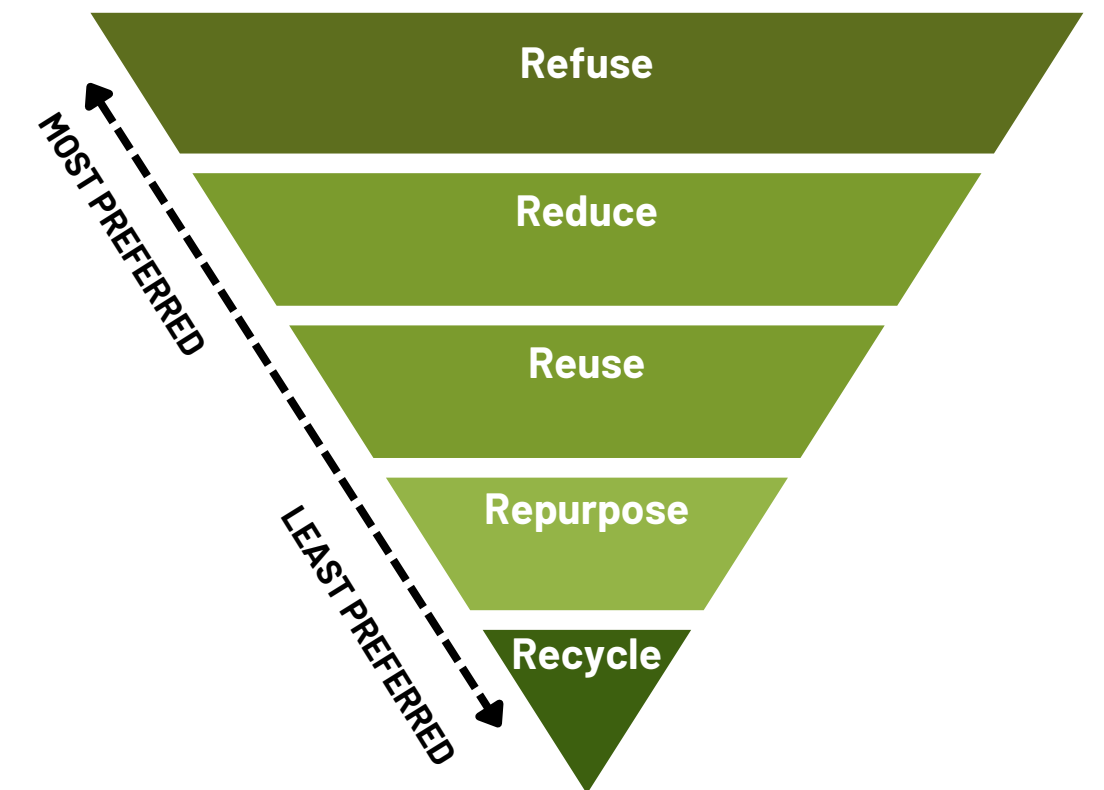 Refuse
MOST PREFERRED
Reduce
Reuse
Repurpose
LEAST PREFERRED
Recycle